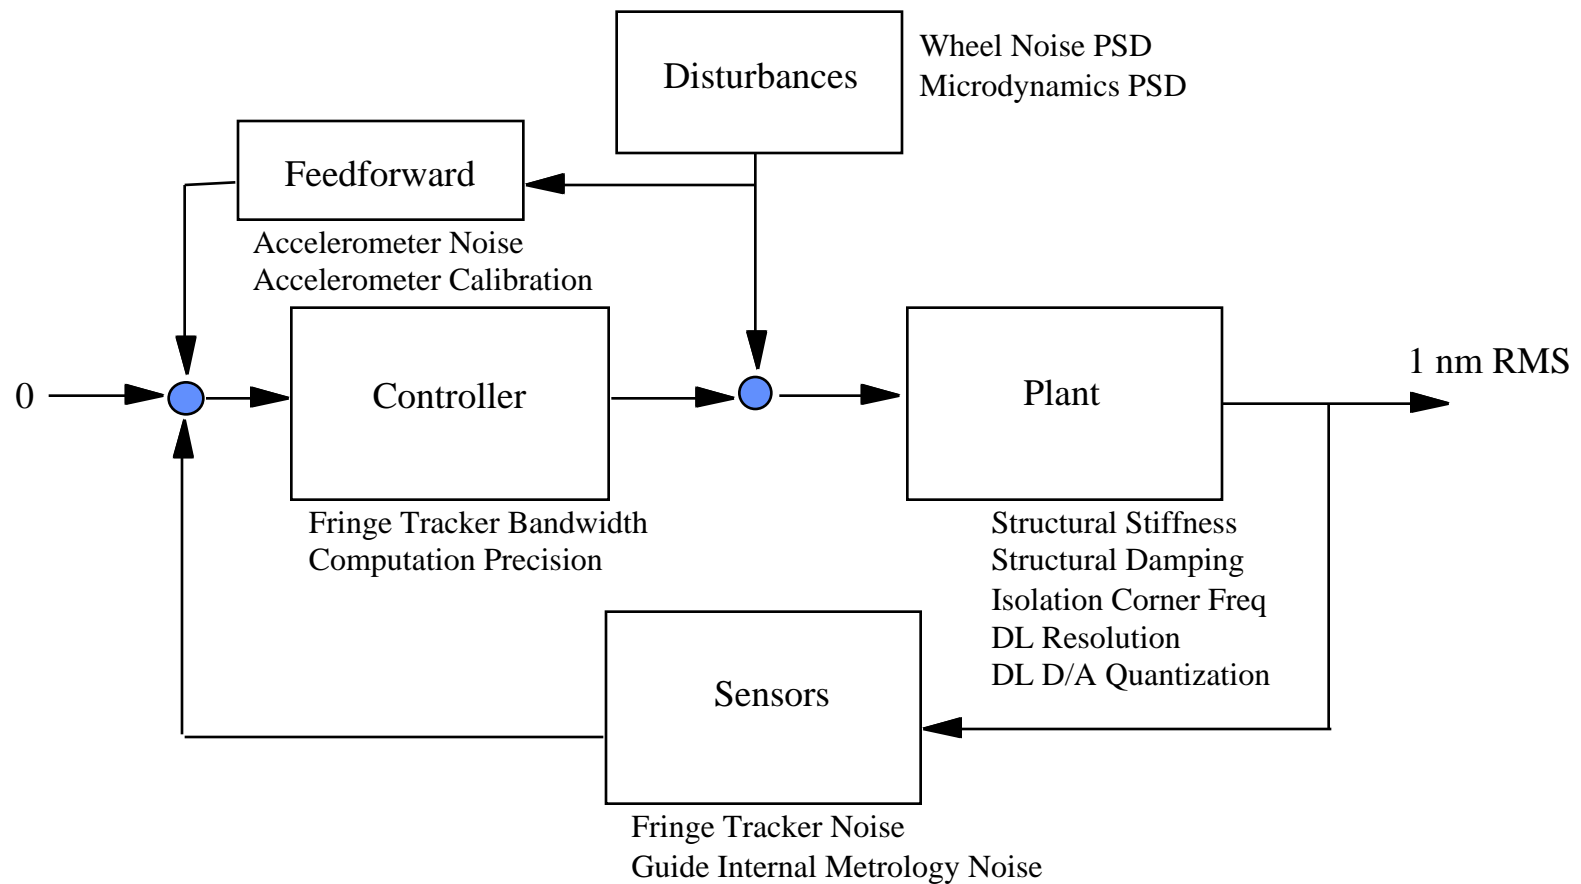 Disturbances
Wheel Noise PSD
Microdynamics PSD
Feedforward
Accelerometer Noise
Accelerometer Calibration
0
Controller
Plant
1 nm RMS
Fringe Tracker Bandwidth
Computation Precision
Structural Stiffness
Structural Damping
Isolation Corner Freq
DL Resolution
DL D/A Quantization
Sensors
Fringe Tracker Noise
Guide Internal Metrology Noise